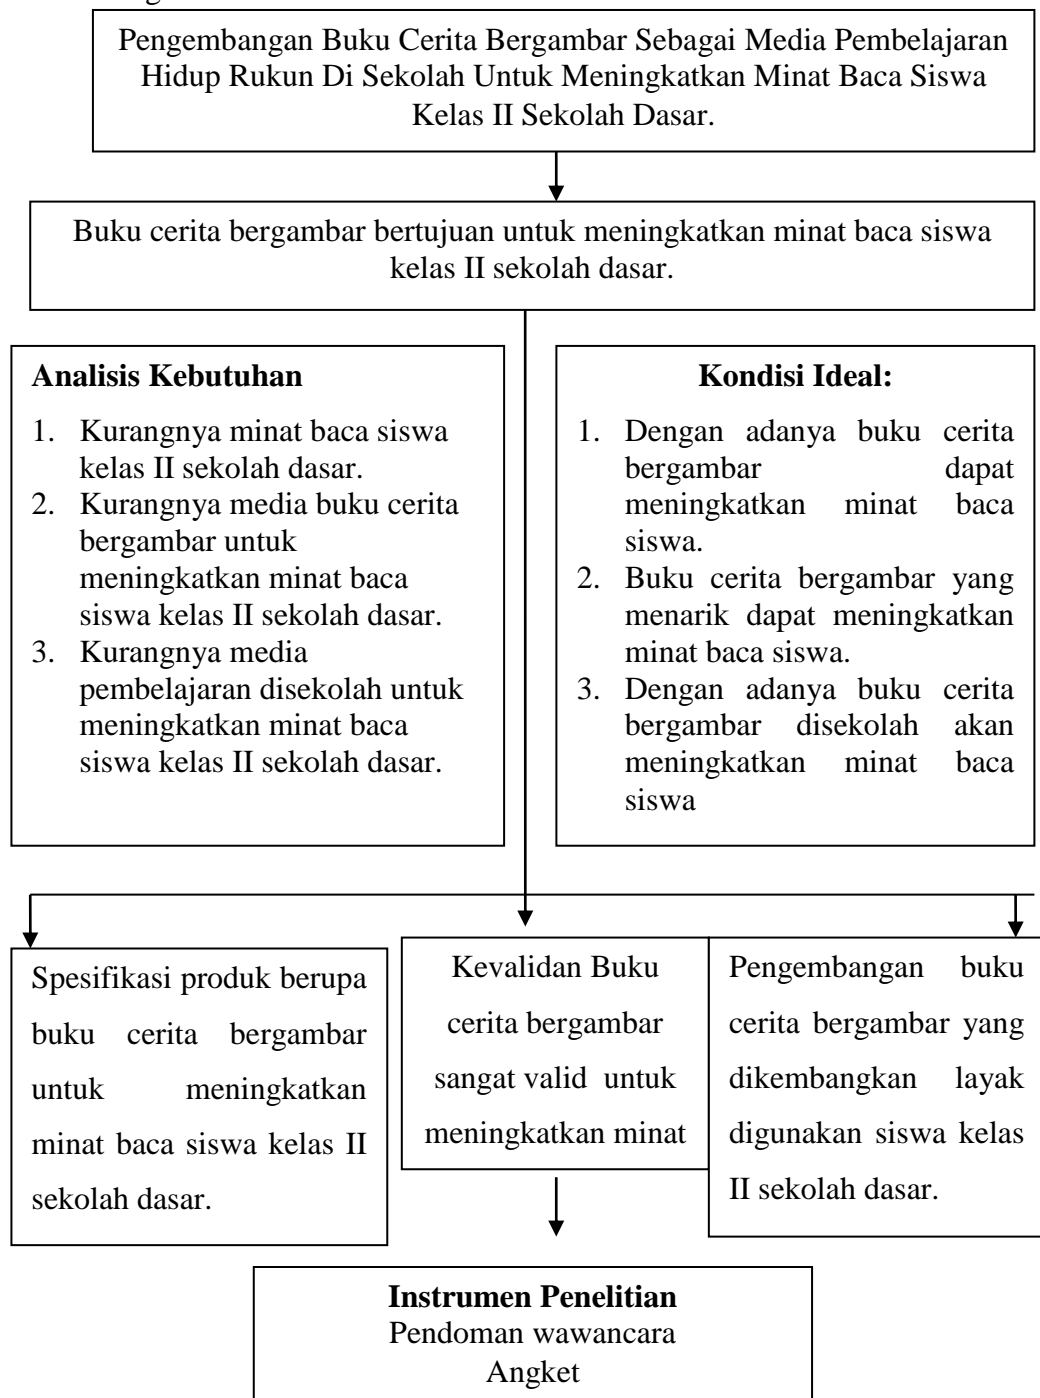 Pengembangan Buku Cerita Bergambar Sebagai Media Pembelajaran
Hidup Rukun Di Sekolah Untuk Meningkatkan Minat Baca Siswa
Kelas II Sekolah Dasar.
Buku cerita bergambar bertujuan untuk meningkatkan minat baca siswa
kelas II sekolah dasar.
Analisis Kebutuhan
1. Kurangnya minat baca siswa
kelas II sekolah dasar.
2. Kurangnya media buku cerita
bergambar untuk
meningkatkan minat baca
siswa kelas II sekolah dasar.
3. Kurangnya media
pembelajaran disekolah untuk
meningkatkan minat baca
siswa kelas II sekolah dasar.
Kondisi Ideal:
1. Dengan adanya buku cerita
bergambar dapat
meningkatkan minat baca
siswa.
2. Buku cerita bergambar yang
menarik dapat meningkatkan
minat baca siswa.
3. Dengan adanya buku cerita
bergambar disekolah akan
meningkatkan minat baca
siswa
Spesifikasi produk berupa
buku cerita bergambar
untuk meningkatkan
minat baca siswa kelas II
sekolah dasar.
Kevalidan Buku
cerita bergambar
sangat valid untuk
meningkatkan minat
Pengembangan buku
cerita bergambar yang
dikembangkan layak
digunakan siswa kelas
II sekolah dasar.
Instrumen Penelitian
Pendoman wawancara
Angket